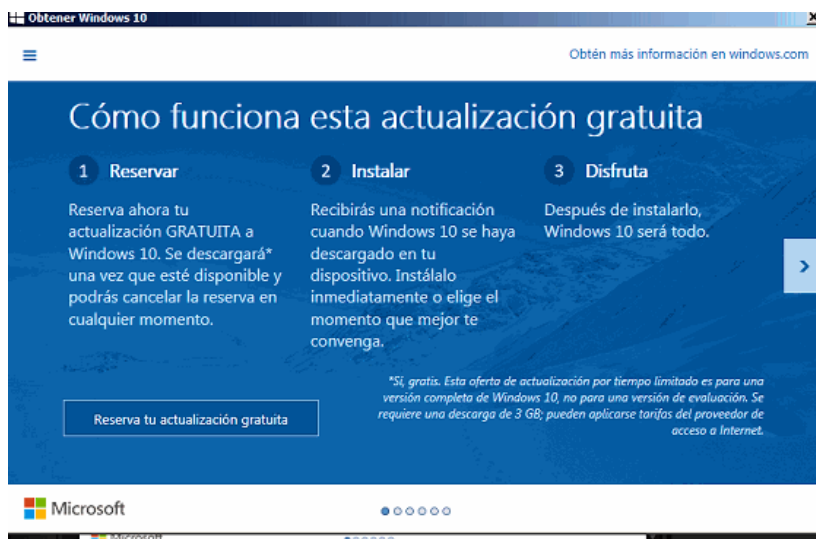 Obtener Windows 10
Obtén más información en windows.com
Cómo funciona esta actualización gratuita
1 Reservar
Reserva ahora tu
actualización GRATUITA a
Windows 10. Se descargará*
una vez que esté disponible y
podrás cancelar la reserva en
cualquier momento.
2 Instalar
Recibirás una notificación
cuando Windows 10 se haya
descargado en tu
dispositivo. Instálalo
inmediatamente o elige el
momento que mejor te
convenga.
3 Disfruta
Después de instalarlo,
Windows 10 será todo.
*Sí, gratis. Esta oferta de actualización por tiempo limitado es para una
versión completa de Windows 10, no para una versión de evaluación. Se
requiere una descarga de 3 GB; pueden aplicarse tarifas del proveedor de
acceso a Internet.
Reserva tu actualización gratuita
Microsoft
Microsoft